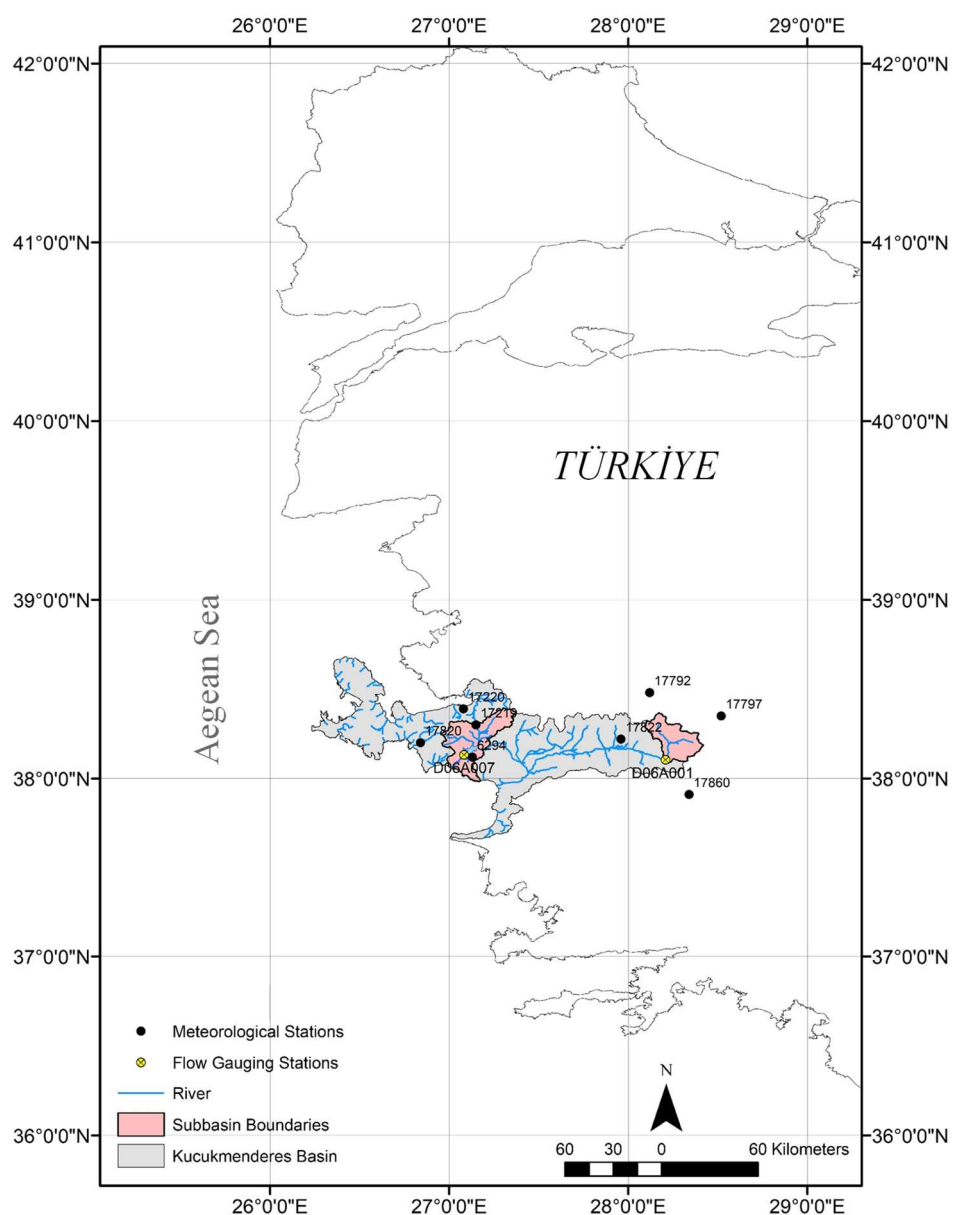 26°0'0"E 27°0'0"E 28°0'0"E 29°0'0"E
42°0'0"N 42°0'0"N
41°0'0"N 41°0'0"N
40°0'0"N 40°0'0"N
TÜRKİYE
39°0'0"N 39°0'0"N
Aegean Sea
17792
17220
17797
17219
17820
17822
6294
D06A007
D06A001
38°0'0"N 38°0'0"N
17860
37°0'0"N 37°0'0"N
Meteorological Stations
Flow Gauging Stations
River
N
Subbasin Boundaries
36°0'0"N 36°0'0"N
Kucukmenderes Basin
60 30 0 60 Kilometers
26°0'0"E 27°0'0"E 28°0'0"E 29°0'0"E